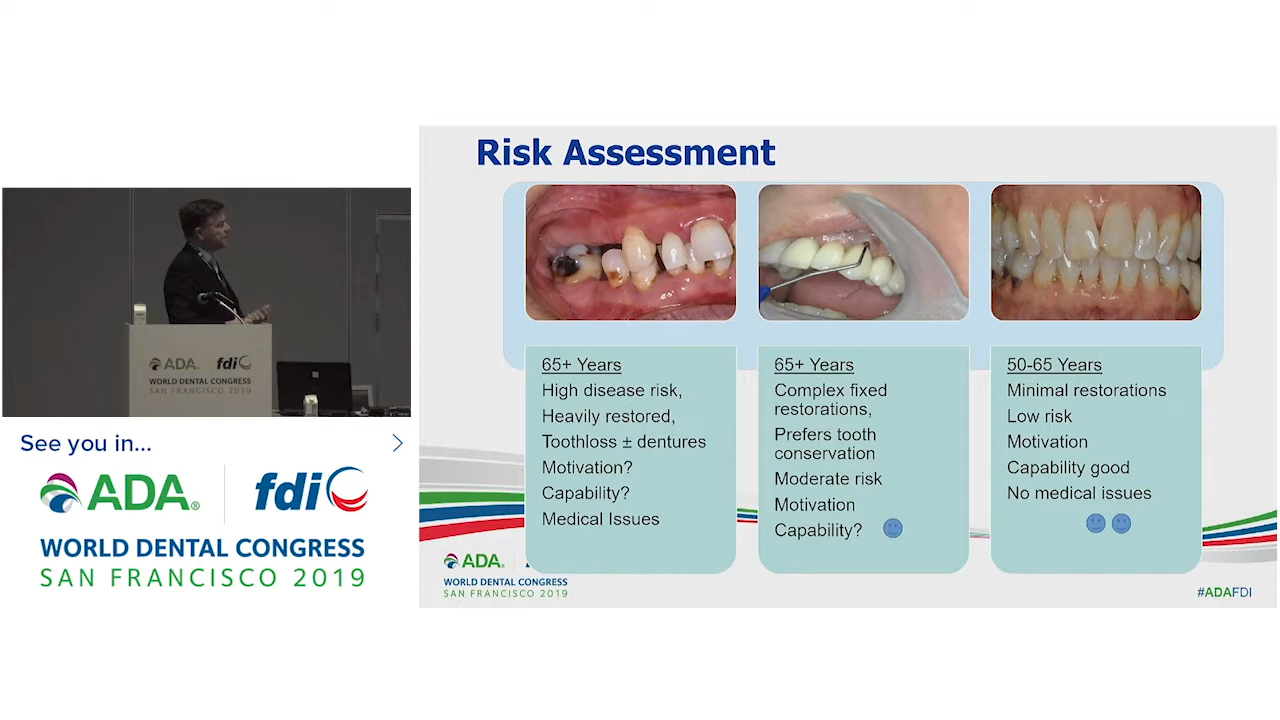 Risk Assessment
65+ Years
High disease risk,
Heavily restored,
Toothloss ± dentures
Motivation?
Capability?
Medical Issues
65+ Years
Complex fixed
restorations,
Prefers tooth
conservation
Moderate risk
Motivation
Capability?
50-65 Years
Minimal restorations
Low risk
Motivation
Capability good
No medical issues
ADA.
WORLD DENTAL CONGRESS
SAN FRANCISCO 2019
#ADAFDI
ADA. fdi
WORLD DENTAL CONGRESS
SAN FRANCISCO 2019
See you in...
ADA® fdi
WORLD DENTAL CONGRESS
SAN FRANCISCO 2019